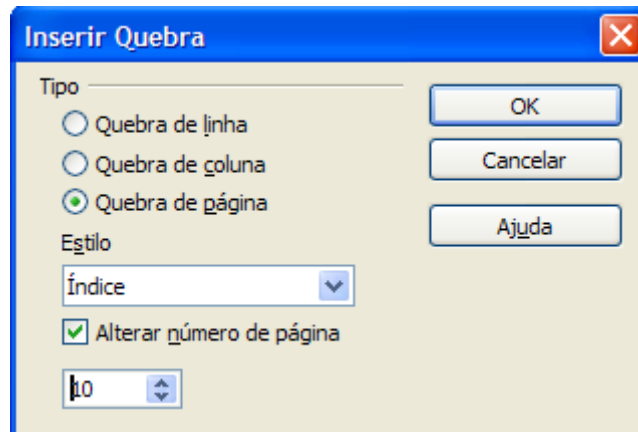 Inserir Quebra
Tipo
Quebra de linha
Quebra de coluna
Quebra de página
Estilo
Índice
Alterar número de página
10
OK
Cancelar
Ajuda